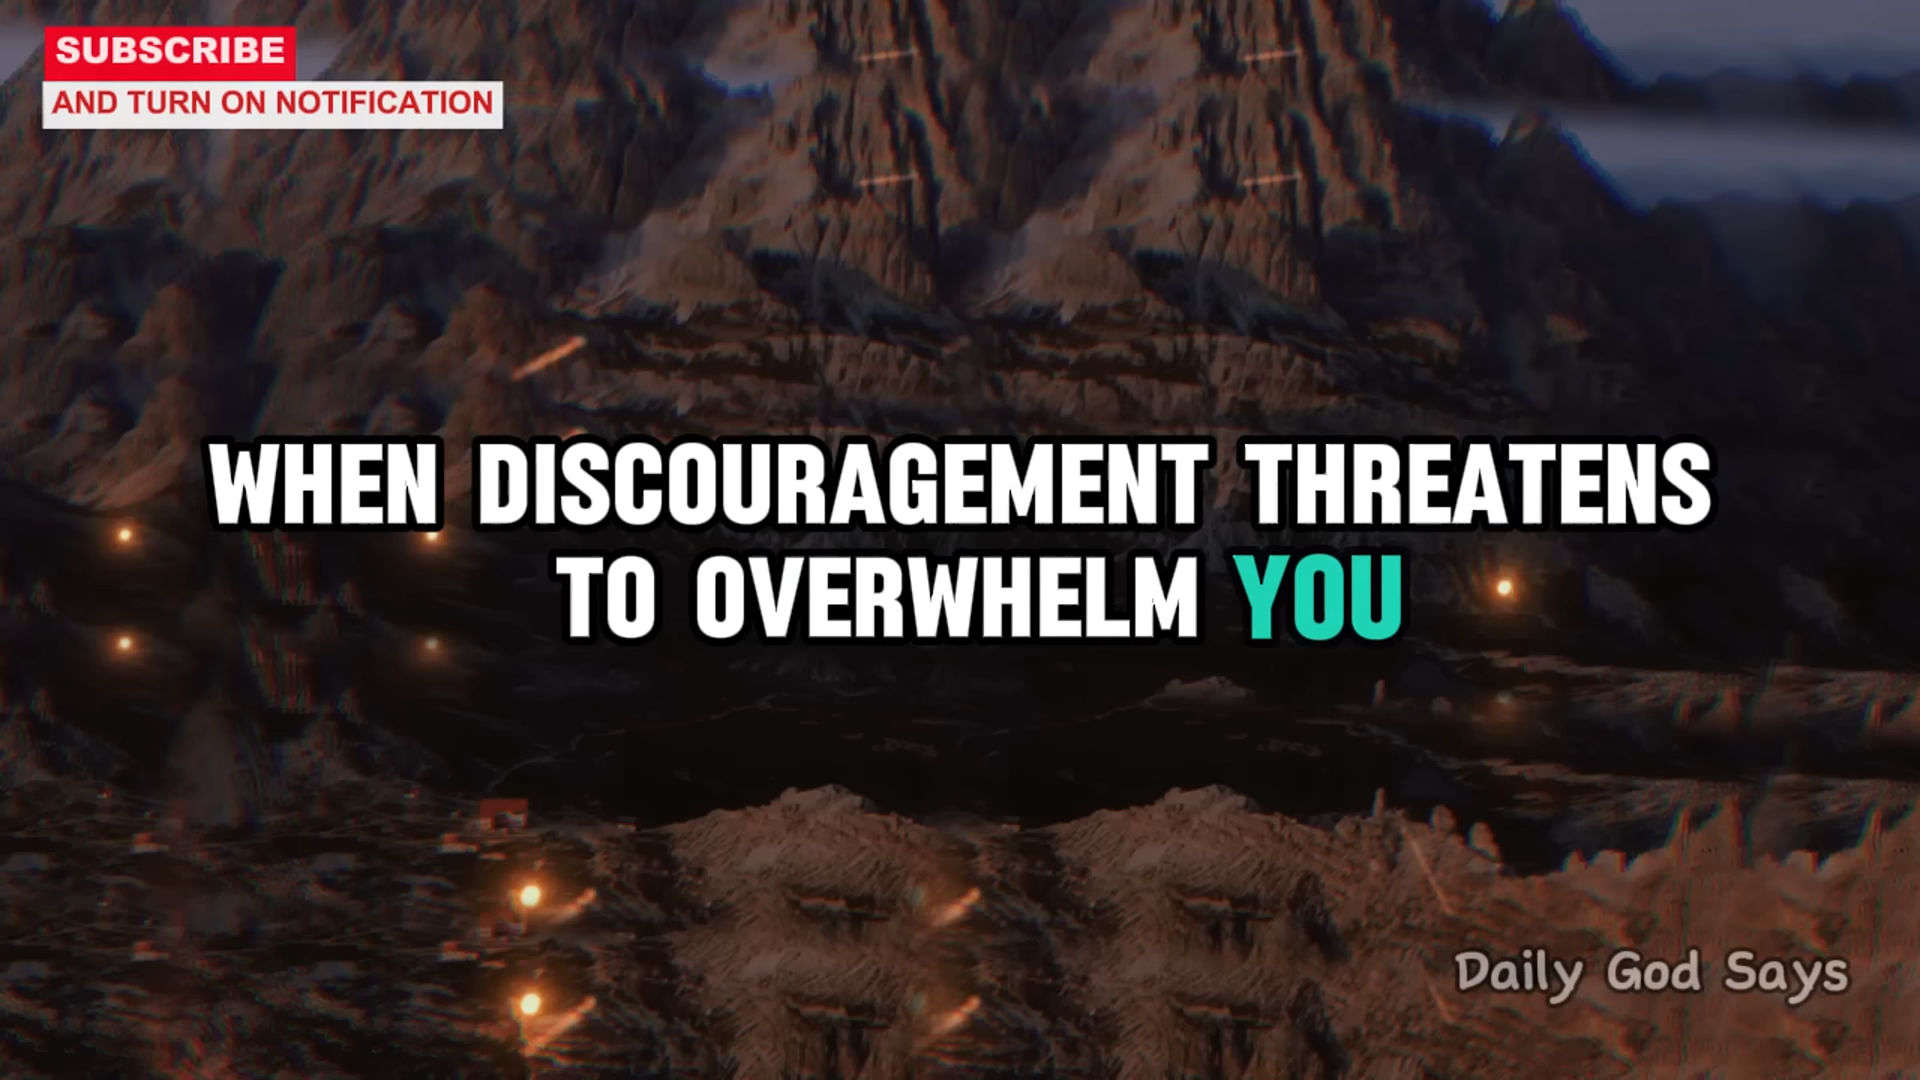 SUBSCRIBE
AND TURN ON NOTIFICATION
WHEN DISCOURAGEMENT THREATENS
TO OVERWHELM YOU
Daily God Says